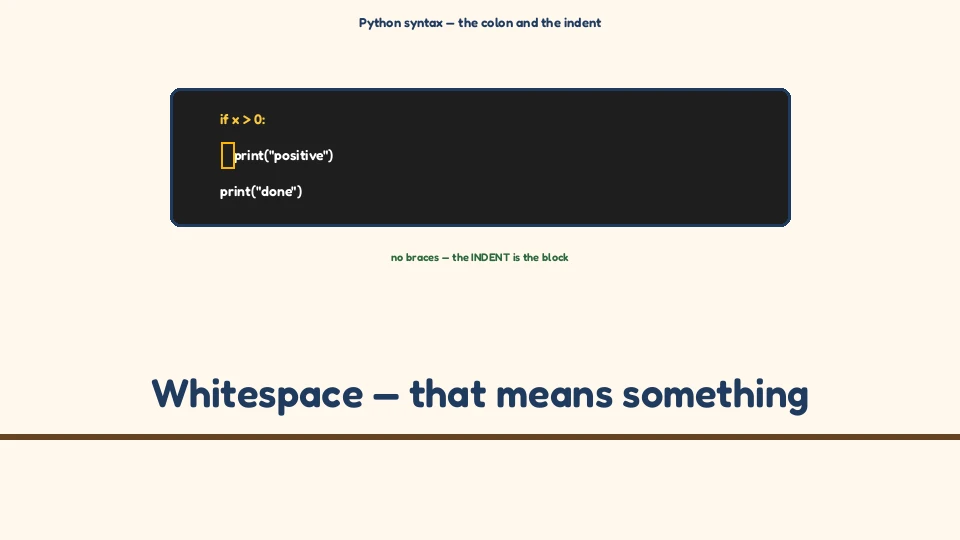 Python syntax — the colon and the indent
if x > 0:
print("positive")
print("done")
no braces — the INDENT is the block
Whitespace — that means something